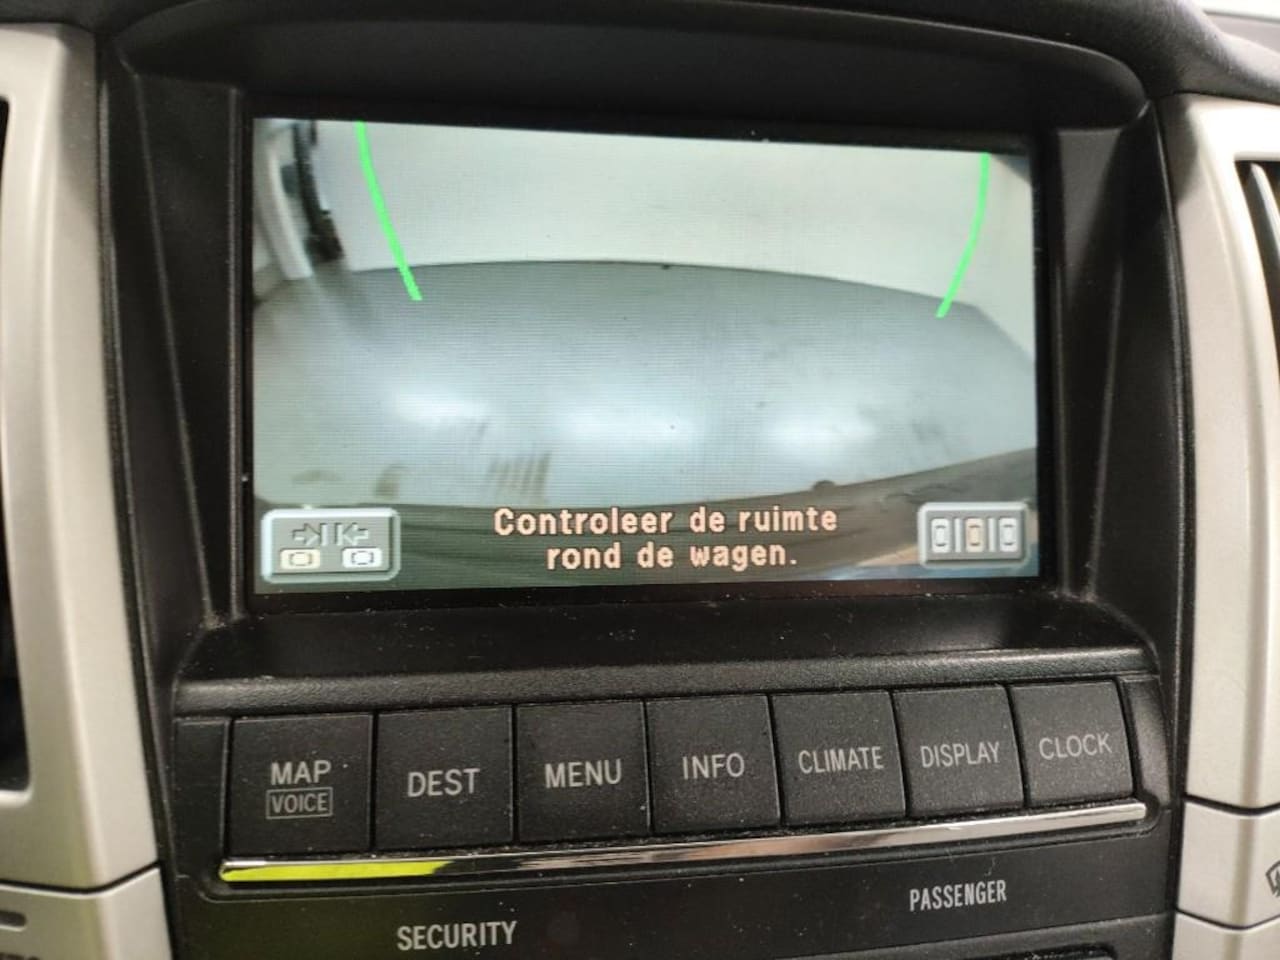 Controleer de ruimte
rond de wagen.
MAP
VOICE
DEST
MENU
INFO
CLIMATE
DISPLAY
CLOCK
PASSENGER
SECURITY